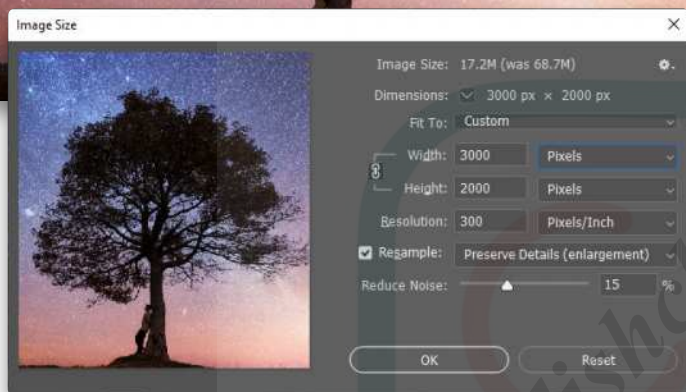 Image Size
Image Size: 17.2M (was 68.7M)
Dimensions: 3000 px × 2000 px
Fit To: Custom
Width: 3000 Pixels
Height: 2000 Pixels
Resolution: 300 Pixels/Inch
Resample: Preserve Details (enlargement)
Reduce Noise: 15 %
OK Reset